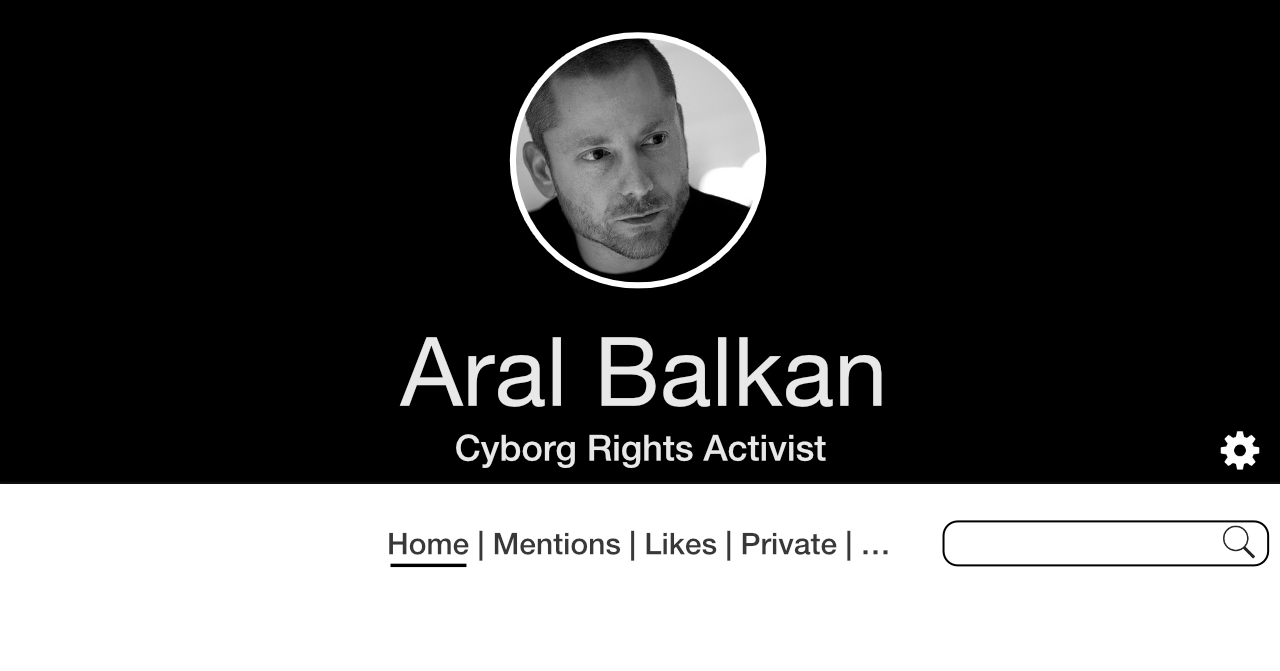 Aral Balkan
Cyborg Rights Activist
Home | Mentions | Likes | Private | ...